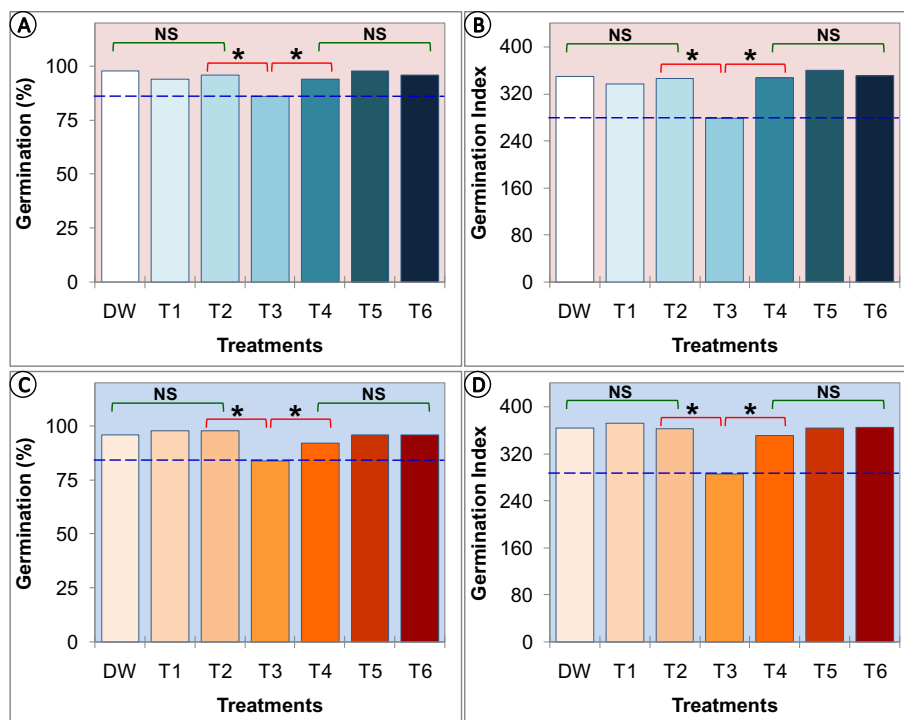 A
NS
*
*
NS
Germination (%)
100
75
50
25
0
DW T1 T2 T3 T4 T5 T6
Treatments
B
NS
*
*
NS
Germination Index
400
320
240
160
80
0
DW T1 T2 T3 T4 T5 T6
Treatments
C
NS
*
*
NS
Germination (%)
100
75
50
25
0
DW T1 T2 T3 T4 T5 T6
Treatments
D
NS
*
*
NS
Germination Index
400
320
240
160
80
0
DW T1 T2 T3 T4 T5 T6
Treatments